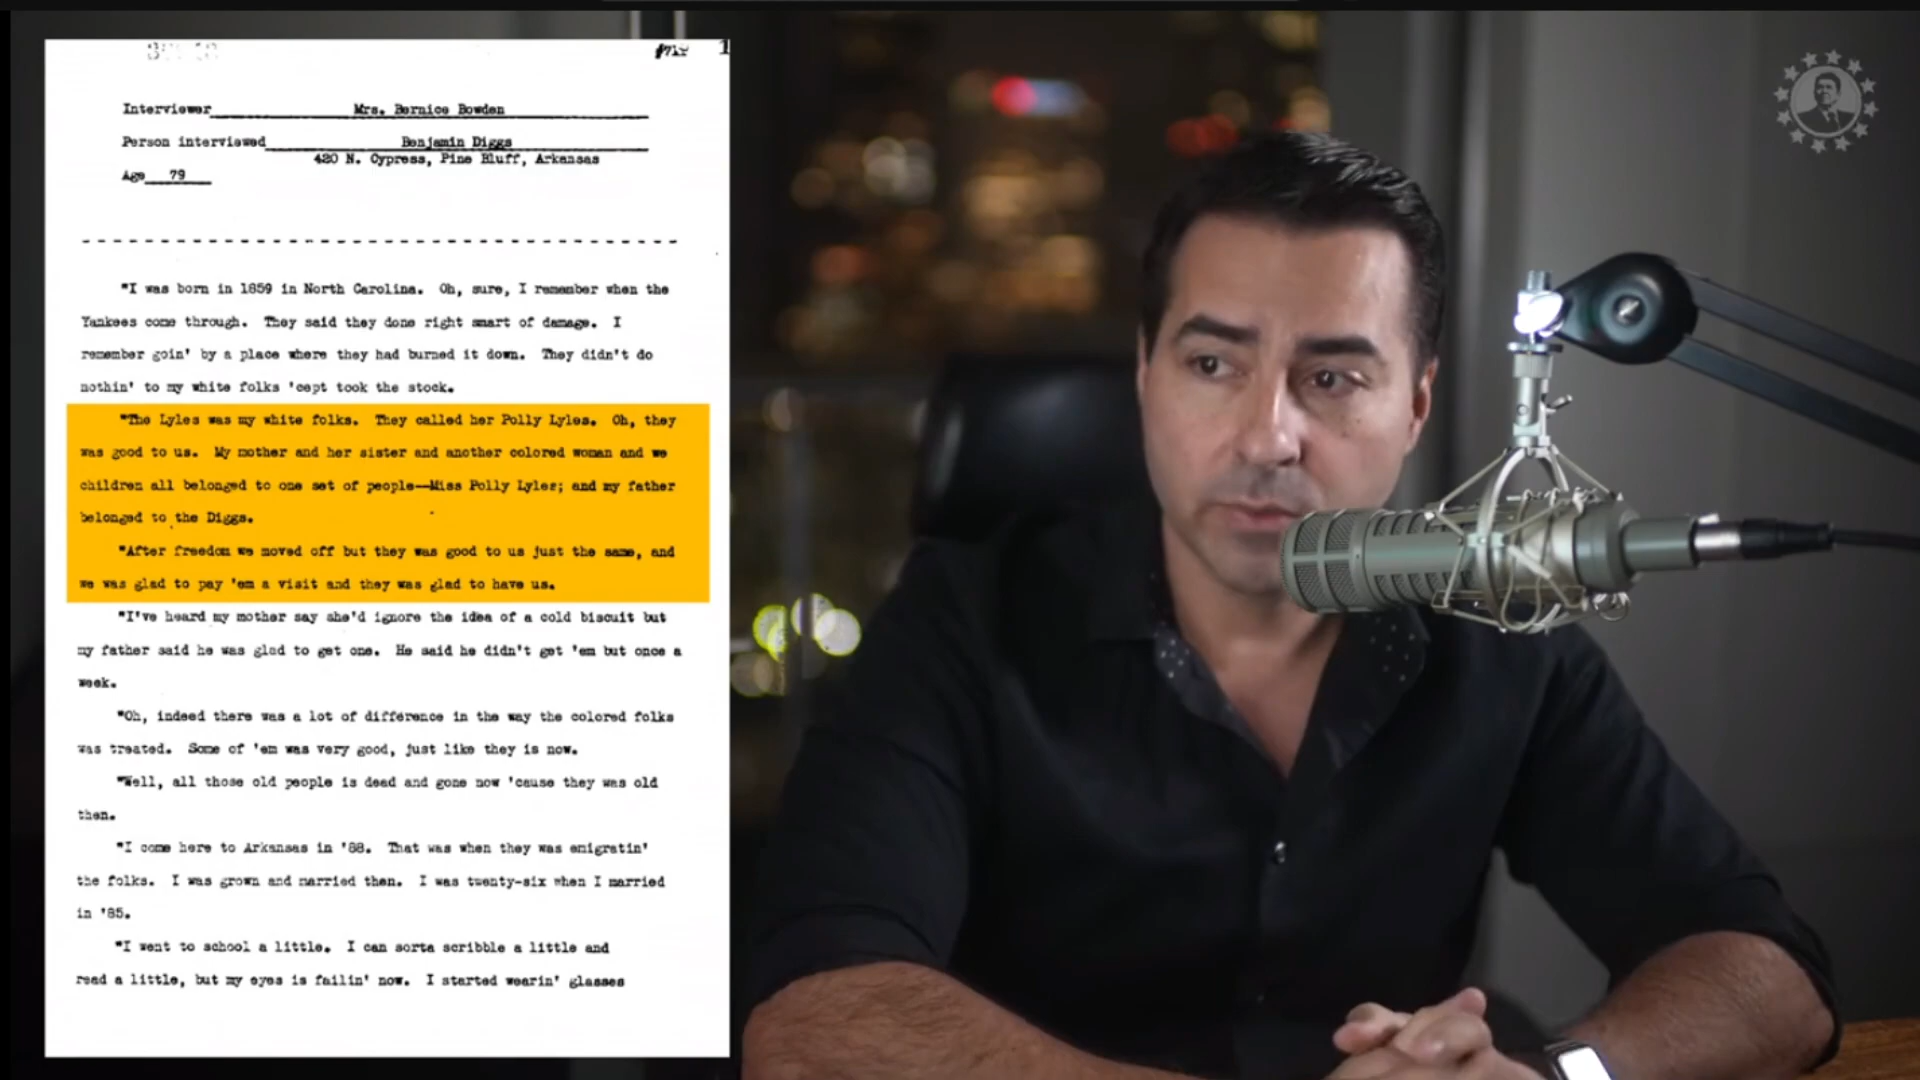 #712 1
Interviewer Mrs. Bernice Bowden
Person interviewed Benjamin Diggs
420 N. Cypress, Pine Bluff, Arkansas
Age 79
"I was born in 1859 in North Carolina. Oh, sure, I remember when the
Yankees come through. They said they done right smart of damage. I
remember goin' by a place where they had burned it down. They didn't do
nothin' to my white folks 'cept took the stock.
"The Lyles was my white folks. They called her Polly Lyles. Oh, they
was good to us. My mother and her sister and another colored woman and we
children all belonged to one set of people—Miss Polly Lyles; and my father
belonged to the Diggs.
"After freedom we moved off but they was good to us just the same, and
we was glad to pay 'em a visit and they was glad to have us.
"I've heard my mother say she'd ignore the idea of a cold biscuit but
my father said he was glad to get one. He said he didn't get 'em but once a
week.
"Oh, indeed there was a lot of difference in the way the colored folks
was treated. Some of 'em was very good, just like they is now.
"Well, all those old people is dead and gone now 'cause they was old
then.
"I come here to Arkansas in '88. That was when they was emigratin'
the folks. I was grown and married then. I was twenty-six when I married
in '85.
"I went to school a little. I can sorta scribble a little and
read a little, but my eyes is failin' now. I started wearin' glasses